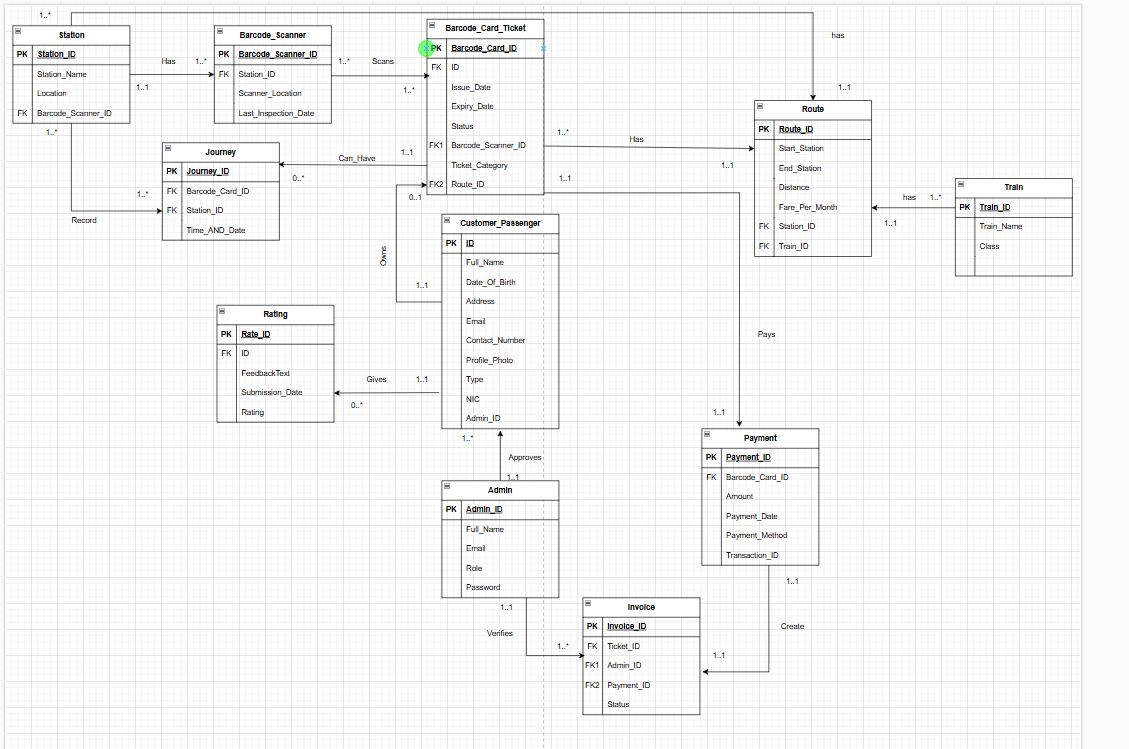 1..*
Station
PK Station_ID
Station_Name
Location
FK Barcode_Scanner_ID
Has
1..*
1..1
Barcode_Scanner
PK Barcode_Scanner_ID
FK Station_ID
Scanner_Location
Last_Inspection_Date
1..*
Scans
1..*
Barcode_Card_Ticket
PK Barcode_Card_ID
FK ID
Issue_Date
Expiry_Date
Status
FK1 Barcode_Scanner_ID
Ticket_Category
FK2 Route_ID
has
1..1
Route
PK Route_ID
Start_Station
End_Station
Distance
Fare_Per_Month
FK Station_ID
FK Train_ID
1..*
Has
1..1
1..1
has
1..*
1..1
Train
PK Train_ID
Train_Name
Class
1..*
1..*
Record
Journey
PK Journey_ID
FK Barcode_Card_ID
FK Station_ID
Time_AND_Date
Can_Have
1..1
0..*
0..1
Owns
1..1
Customer_Passenger
PK ID
Full_Name
Date_Of_Birth
Address
Email
Contact_Number
Profile_Photo
Type
NIC
Admin_ID
Rating
PK Rate_ID
FK ID
FeedbackText
Submission_Date
Rating
Gives
1..1
0..*
Pays
1..1
1..*
Approves
1..1
Admin
PK Admin_ID
Full_Name
Email
Role
Password
Payment
PK Payment_ID
FK Barcode_Card_ID
Amount
Payment_Date
Payment_Method
Transaction_ID
1..1
Create
1..1
1..1
Verifies
1..*
Invoice
PK Invoice_ID
FK Ticket_ID
FK1 Admin_ID
FK2 Payment_ID
Status